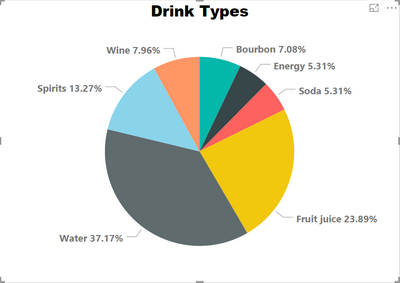 Drink Types
Wine 7.96%
Bourbon 7.08%
Energy 5.31%
Spirits 13.27%
Soda 5.31%
Fruit juice 23.89%
Water 37.17%